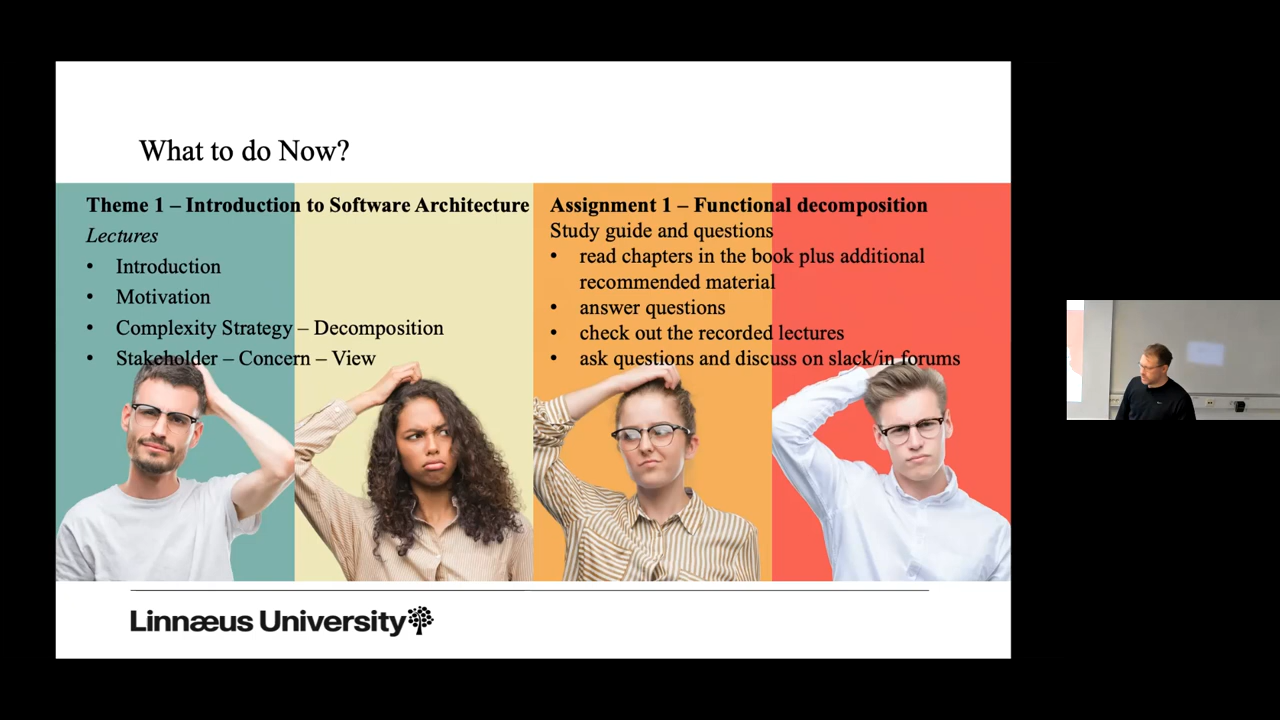 What to do Now?
Theme 1 – Introduction to Software Architecture
Lectures
• Introduction
• Motivation
• Complexity Strategy – Decomposition
• Stakeholder – Concern – View
Assignment 1 – Functional decomposition
Study guide and questions
• read chapters in the book plus additional
recommended material
• answer questions
• check out the recorded lectures
• ask questions and discuss on slack/in forums
Linnæus University